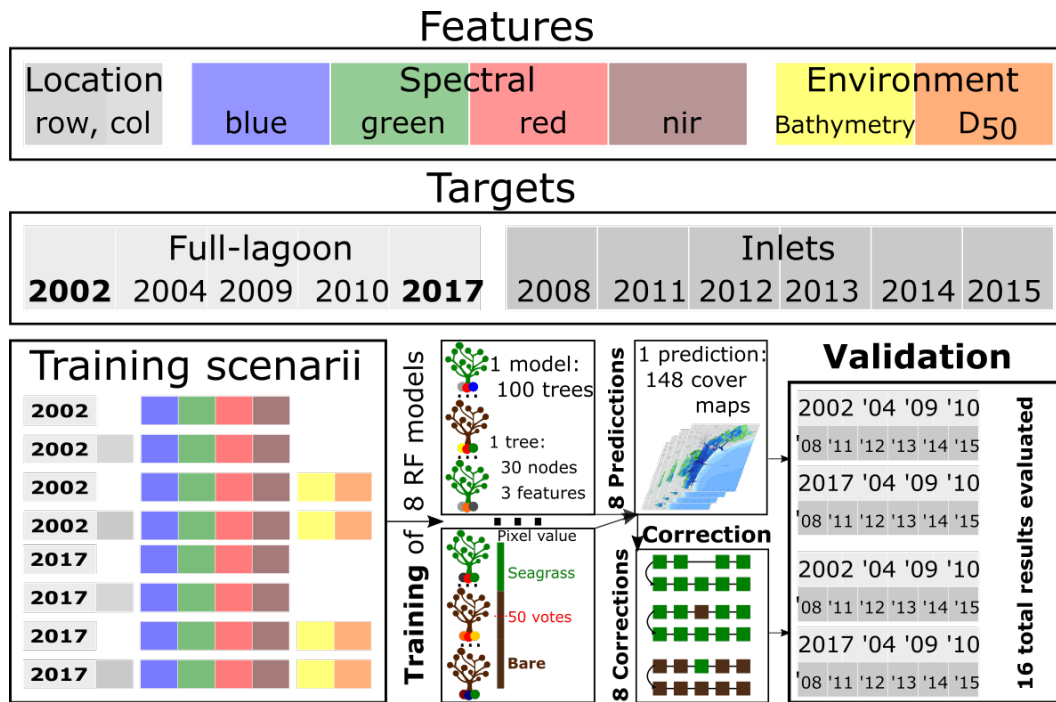 Features
Location
row, col
Spectral
blue
green
red
nir
Environment
Bathymetry
D50
Targets
Full-lagoon
2002 2004 2009 2010 2017
Inlets
2008 2011 2012 2013 2014 2015
Training scenarii
2002
2002
2002
2002
2017
2017
2017
2017
Training of 8 RF models
1 model:
100 trees
1 tree:
30 nodes
3 features
Pixel value
Seagrass
50 votes
Bare
8 Predicctions
1 prediction:
148 cover
maps
Correction
8 Corrections
Validation
2002 '04 '09 '10
'08 '11 '12 '13 '14 '15
2017 '04 '09 '10
'08 '11 '12 '13 '14 '15
2002 '04 '09 '10
'08 '11 '12 '13 '14 '15
2017 '04 '09 '10
'08 '11 '12 '13 '14 '15
16 total results evaluated